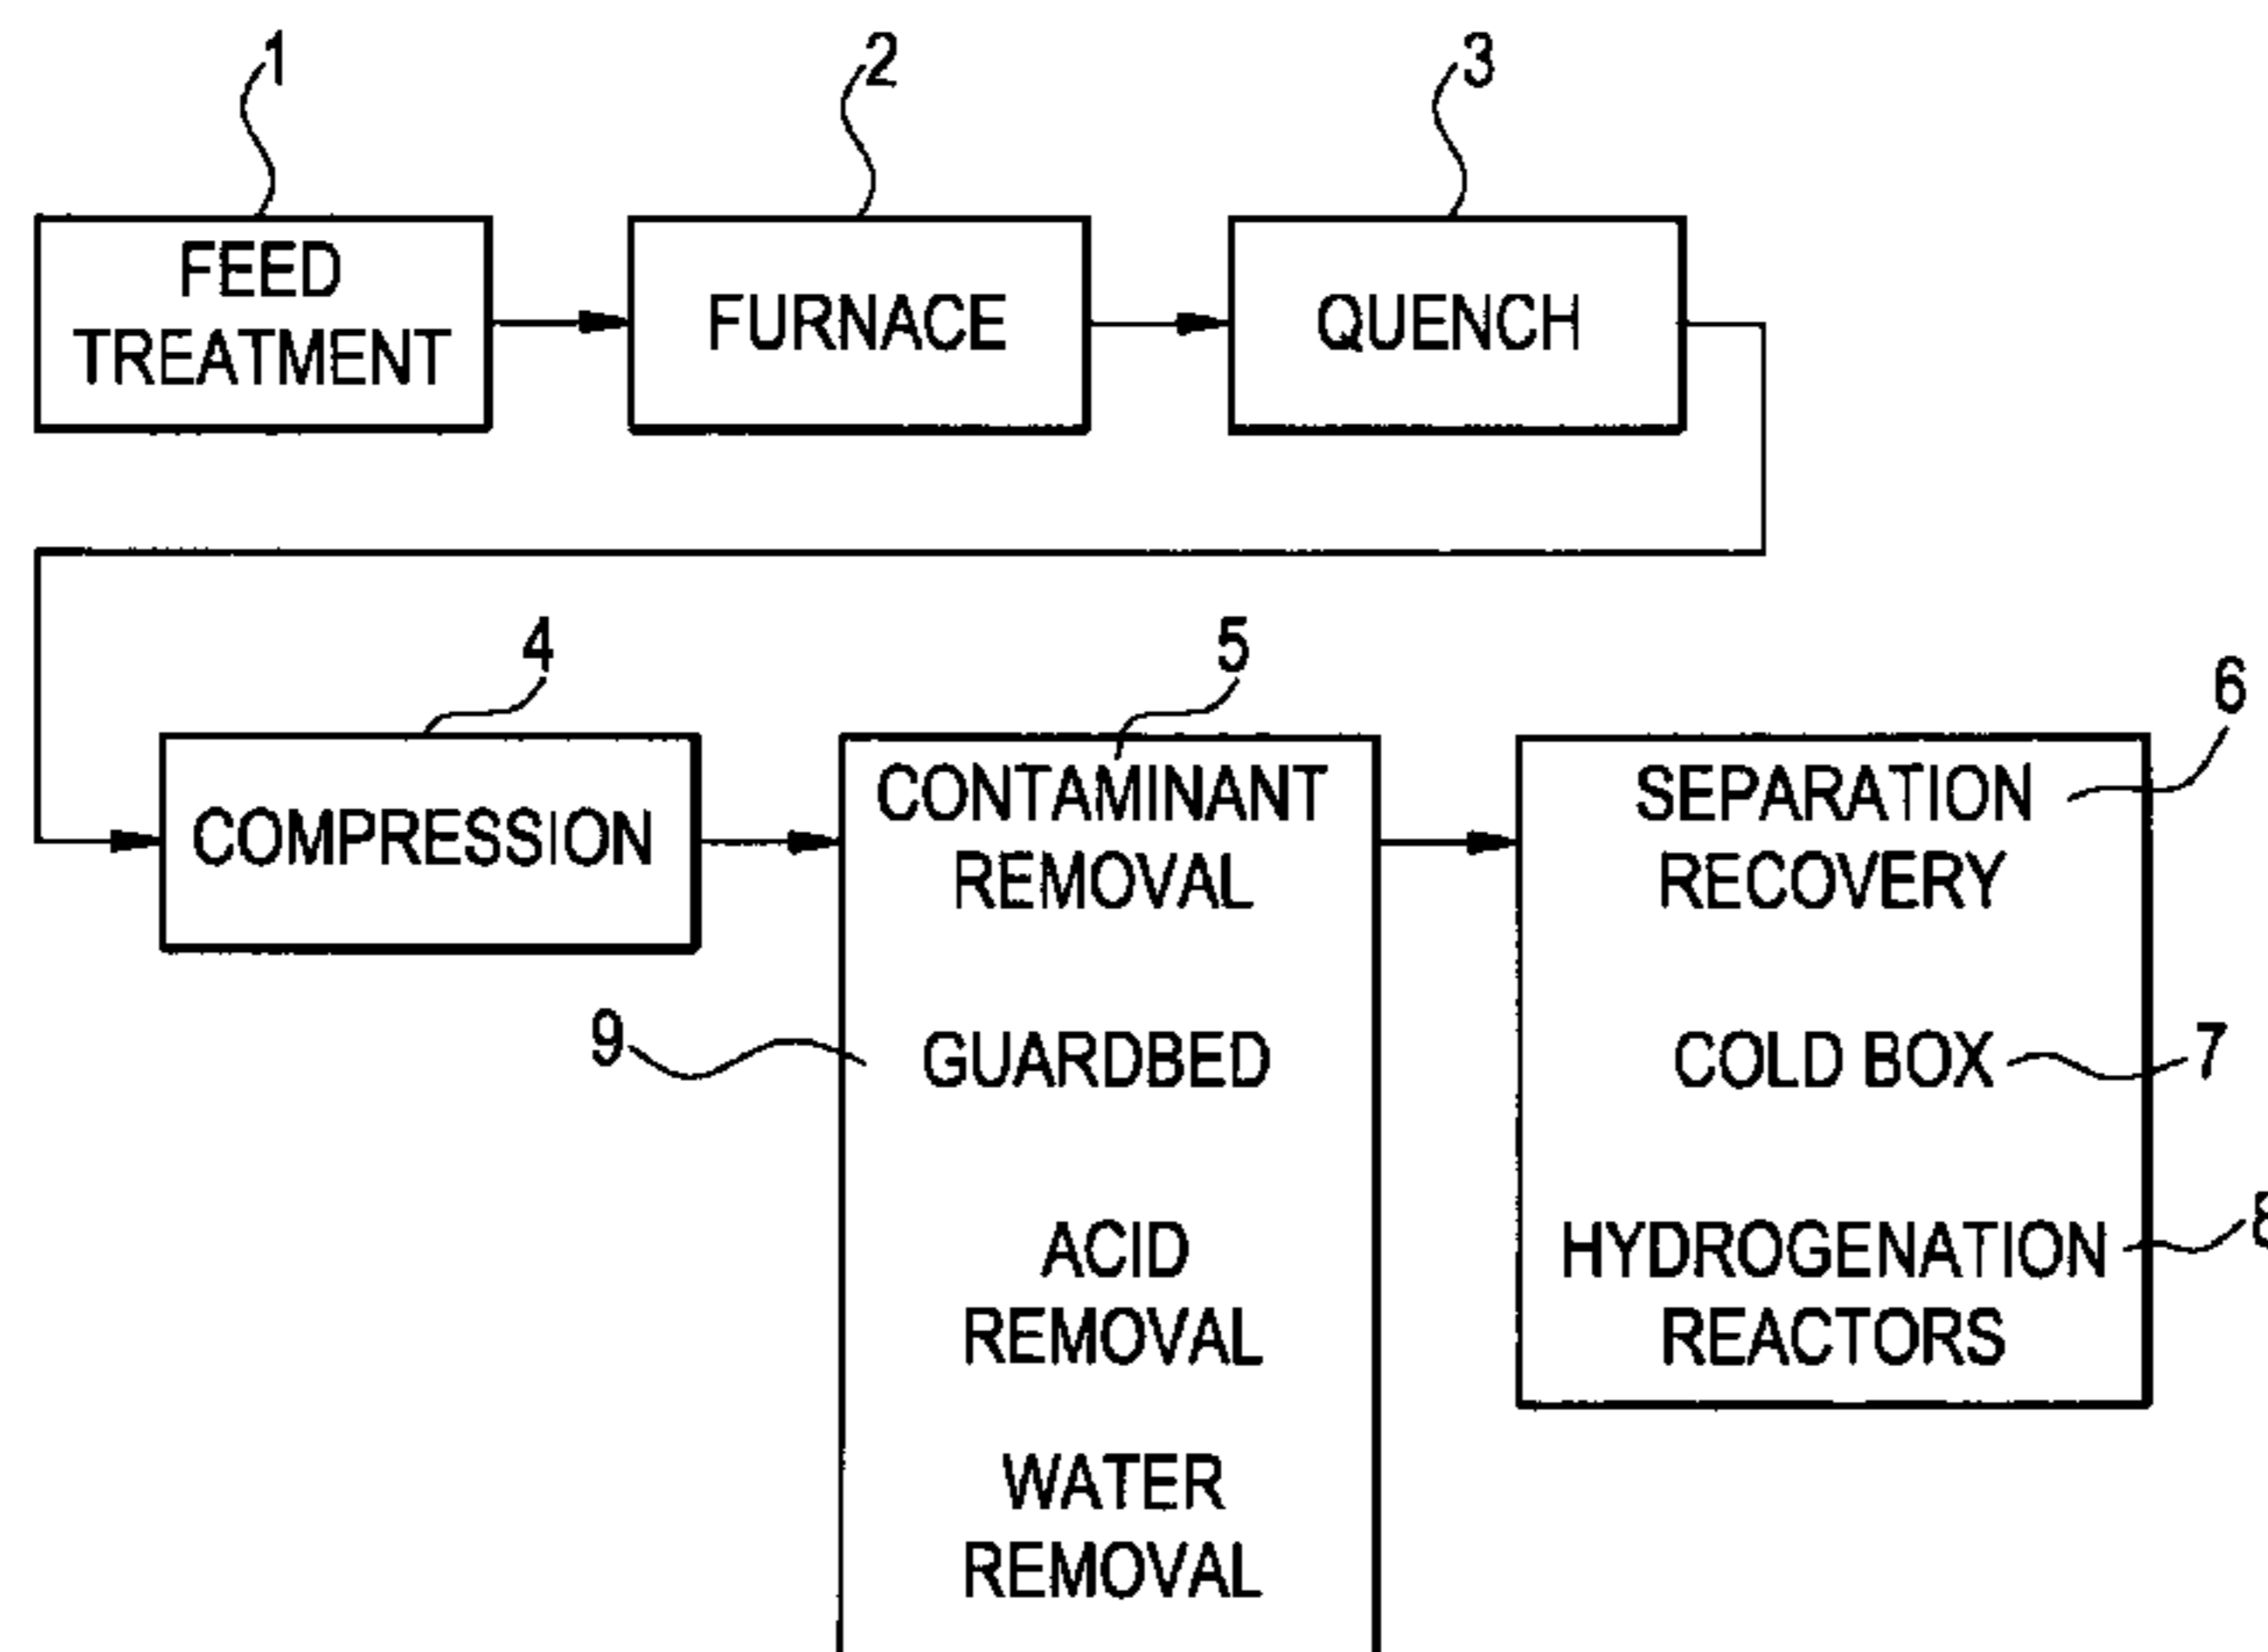 1
2
3
FEED
TREATMENT
FURNACE
QUENCH
4
5
6
COMPRESSION
CONTAMINANT
REMOVAL
SEPARATION
RECOVERY
9
GUARDBED
COLD BOX
7
ACID
REMOVAL
HYDROGENATION
REACTORS
8
WATER
REMOVAL